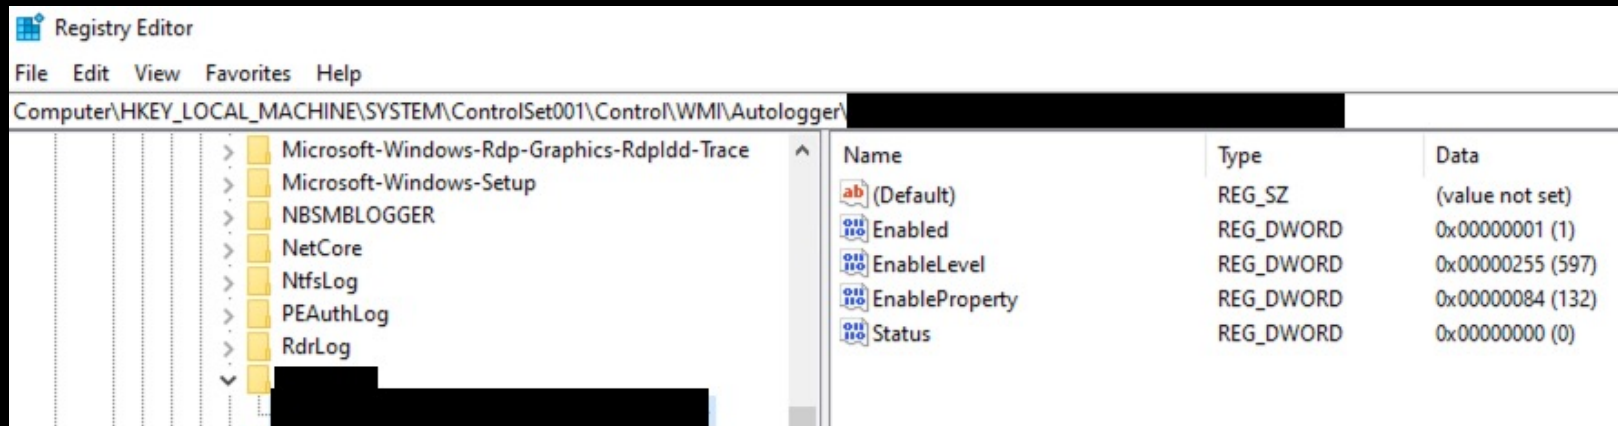 Registry Editor
File Edit View Favorites Help
Computer\HKEY_LOCAL_MACHINE\SYSTEM\ControlSet001\Control\WMI\Autologger\
Microsoft-Windows-Rdp-Graphics-RdpIdd-Trace
Microsoft-Windows-Setup
NBSMBLOGGER
NetCore
NtfsLog
PEAuthLog
RdrLog
Name Type Data
(Default) REG_SZ (value not set)
Enabled REG_DWORD 0x00000001 (1)
EnableLevel REG_DWORD 0x00000255 (597)
EnableProperty REG_DWORD 0x00000084 (132)
Status REG_DWORD 0x00000000 (0)